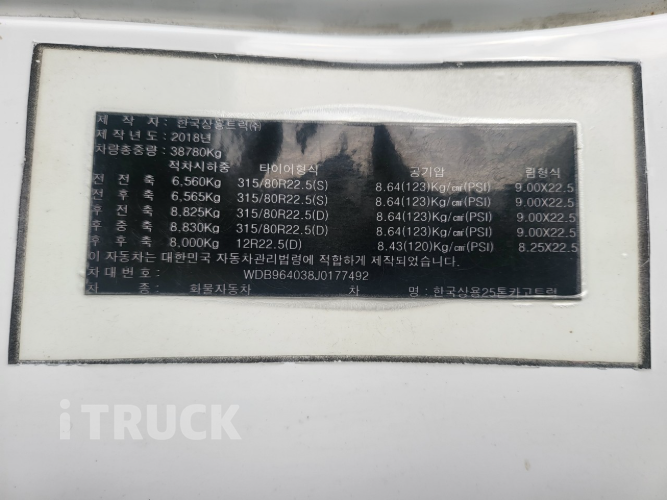 제 작 자 : 한국상용트럭㈜
제 작 년 도 : 2018년
차량총중량 : 38780Kg
적차시하중 타이어형식 공기압 림형식
전 전 축 6,560Kg 315/80R22.5(S) 8.64(123)Kg/㎠(PSI) 9.00X22.5
전 후 축 6,565Kg 315/80R22.5(S) 8.64(123)Kg/㎠(PSI) 9.00X22.5
후 전 축 8,825Kg 315/80R22.5(D) 8.64(123)Kg/㎠(PSI) 9.00X22.5
후 중 축 8,830Kg 315/80R22.5(D) 8.64(123)Kg/㎠(PSI) 9.00X22.5
후 후 축 8,000Kg 12R22.5(D) 8.43(120)Kg/㎠(PSI) 8.25X22.5
이 자동차는 대한민국 자동차관리법령에 적합하게 제작되었습니다.
차 대 번 호 : WDB964038J0177492
차 종 : 화물자동차 차 명 : 한국상용25톤카고트럭
iTRUCK